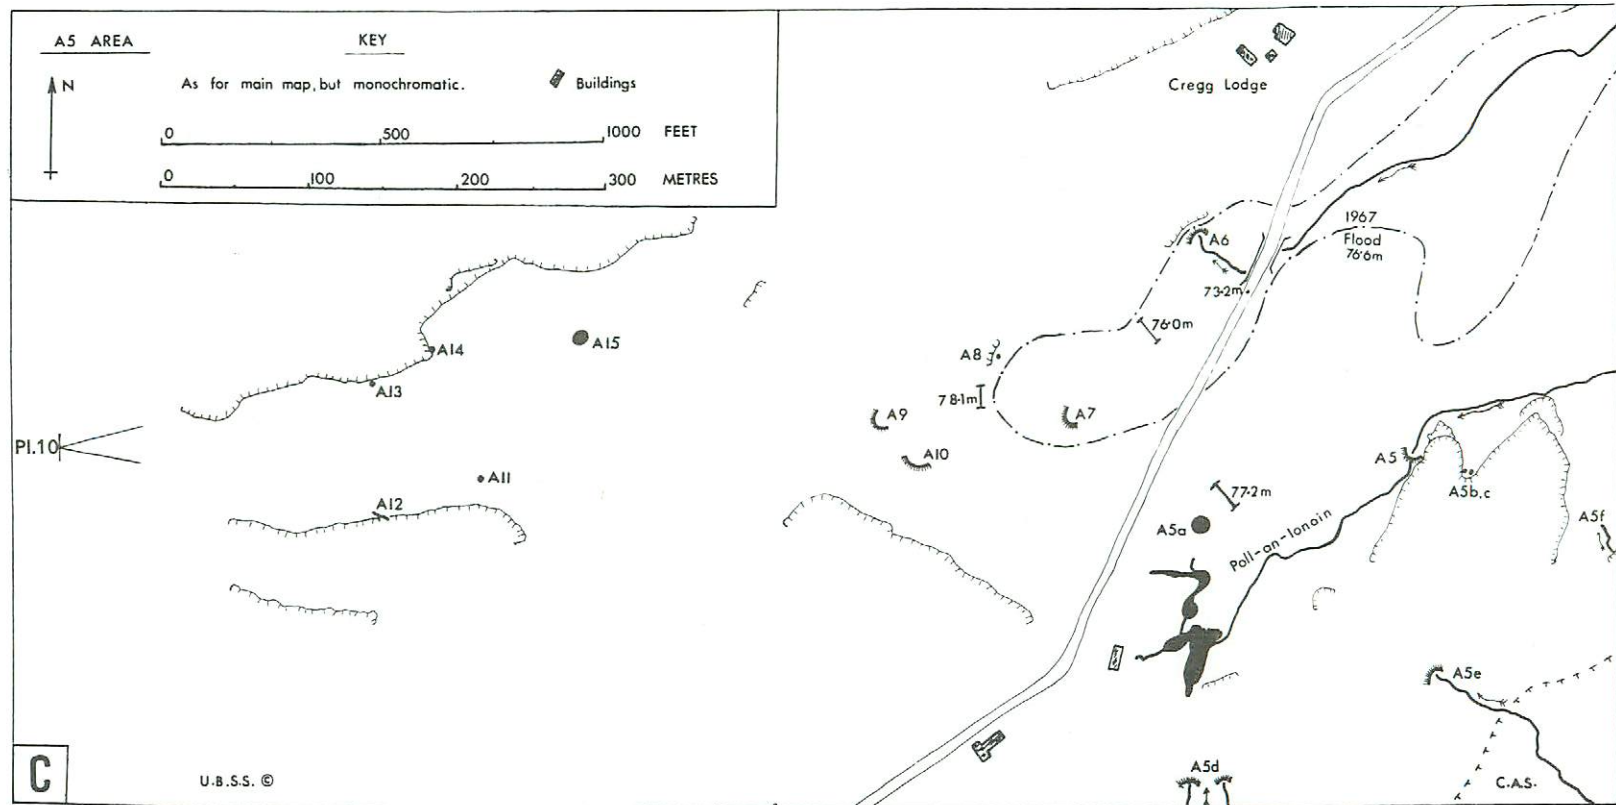 A5 AREA
KEY
N
As for main map, but monochromatic.
Buildings
0 500 1000 FEET
0 100 200 300 METRES
Cregg Lodge
1967
Flood
76·6m
A6
73·2m
76·0m
A8
78·1m
A7
A9
A10
A15
A14
A13
Pl.10
A11
A12
77·2m
A5a
Poll-an-Ionain
A5
A5b,c
A5f
A5e
A5d
C.A.S.
C
U.B.S.S. ©